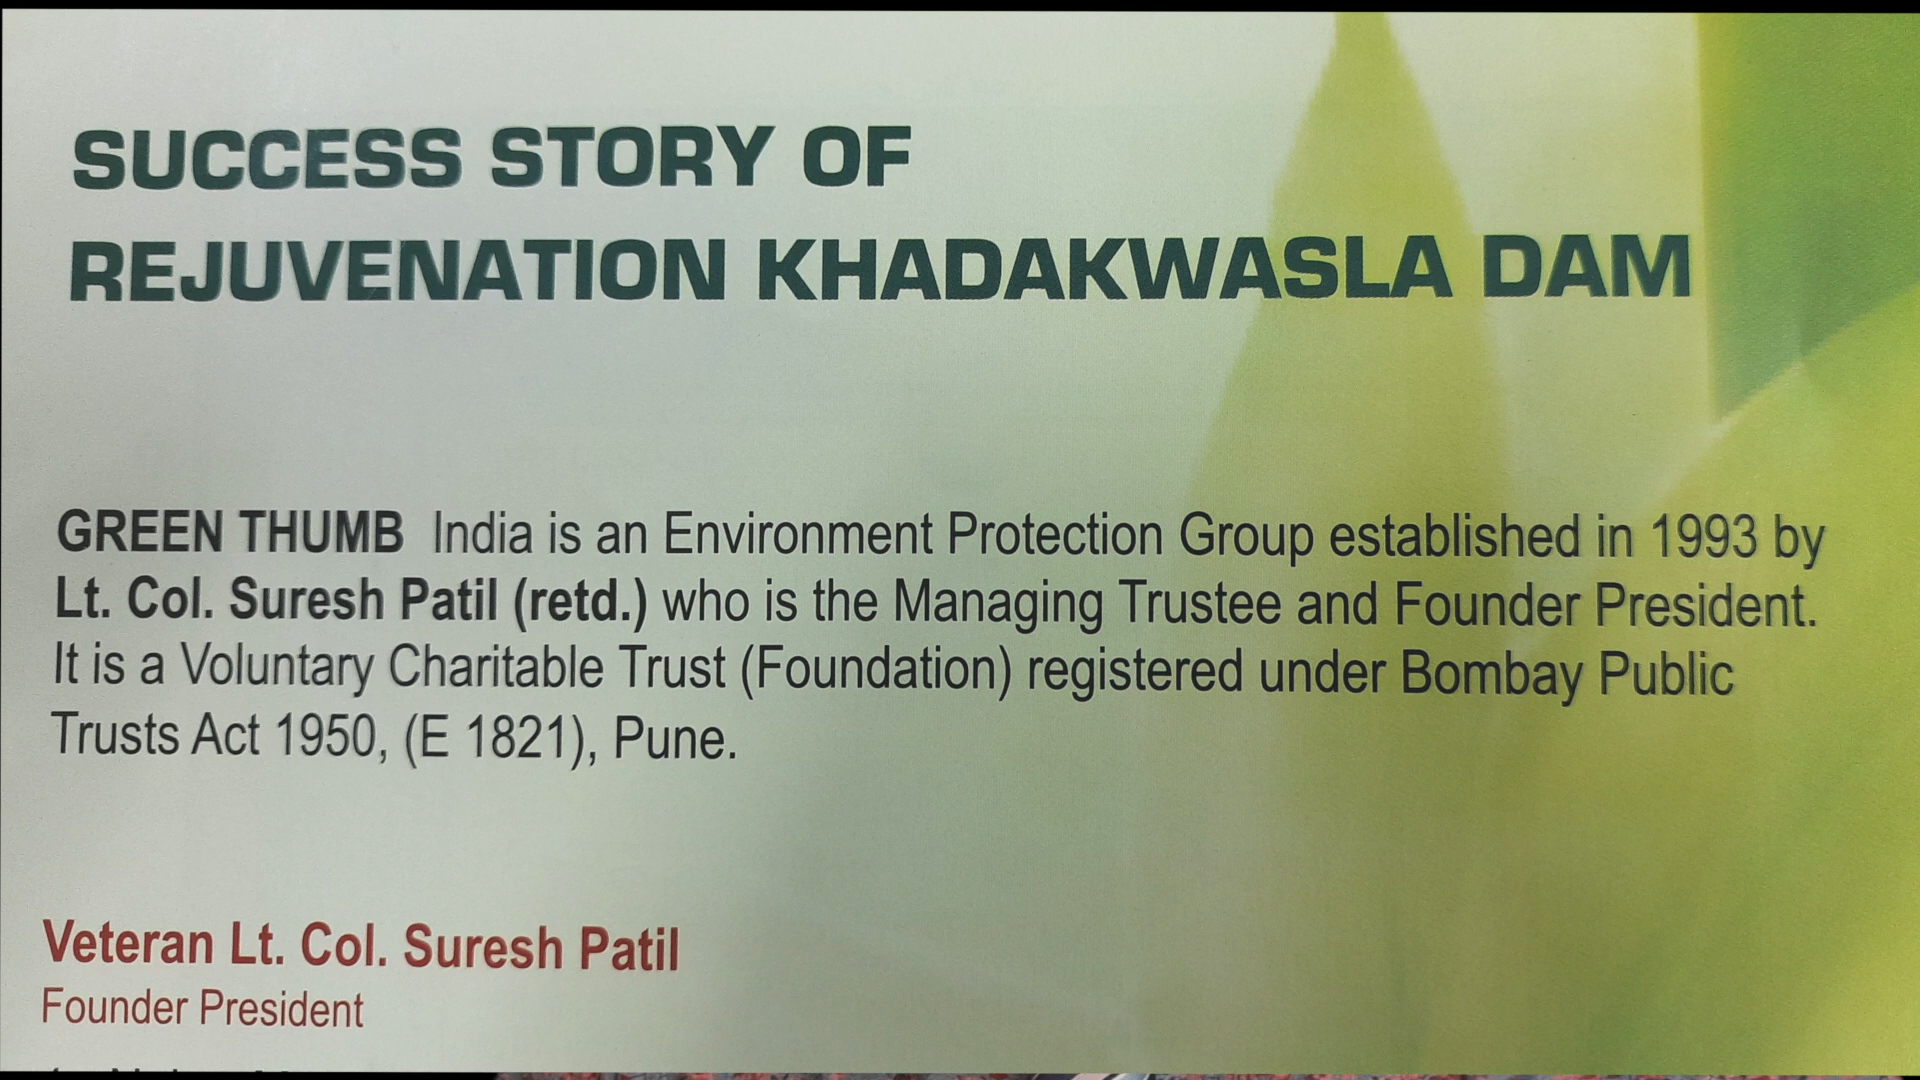 SUCCESS STORY OF
REJUVENATION KHADAKWASLA DAM
GREEN THUMB India is an Environment Protection Group established in 1993 by
Lt. Col. Suresh Patil (retd.) who is the Managing Trustee and Founder President.
It is a Voluntary Charitable Trust (Foundation) registered under Bombay Public
Trusts Act 1950, (E 1821), Pune.
Veteran Lt. Col. Suresh Patil
Founder President